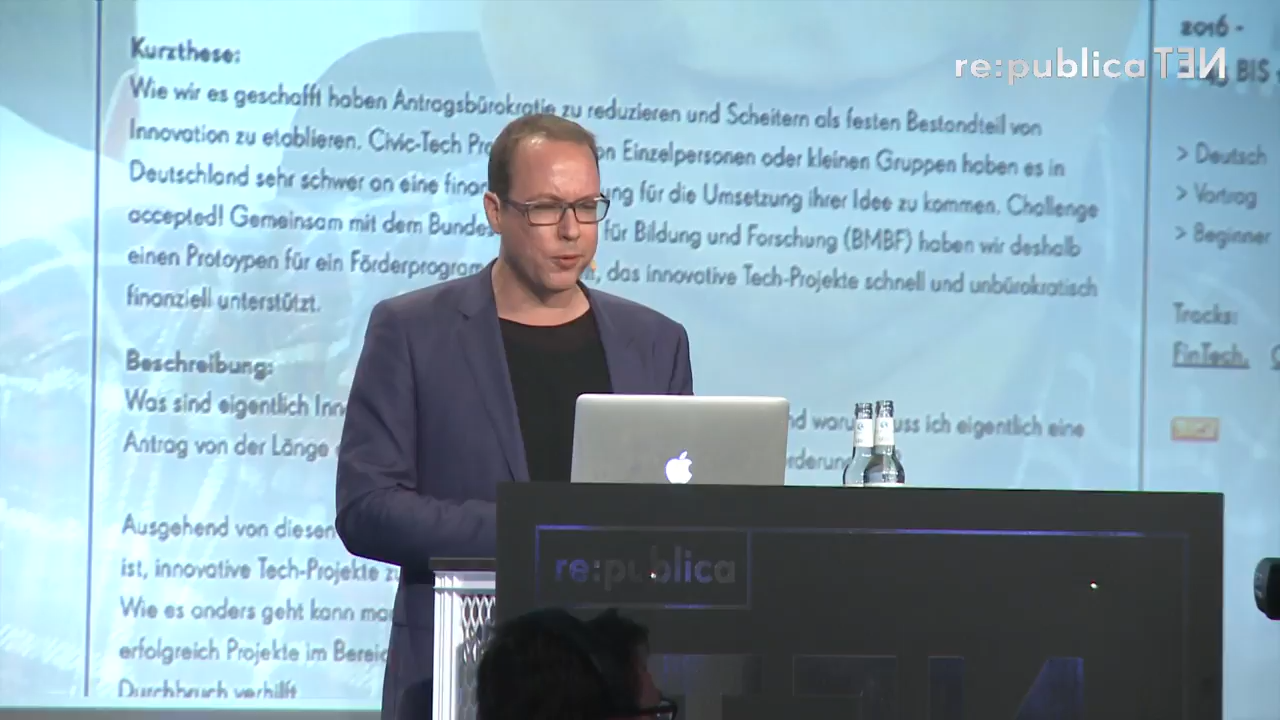 Kurzthese:
Wie wir es geschafft haben Antragsbürokratie zu reduzieren und Scheitern als festen Bestandteil von
Innovation zu etablieren. Civic-Tech Pro on Einzelpersonen oder kleinen Gruppen haben es in
Deutschland sehr schwer an eine finan ung für die Umsetzung ihrer Idee zu kommen. Challenge
accepted! Gemeinsam mit dem Bundes für Bildung und Forschung (BMBF) haben wir deshalb
einen Protoypen für ein Förderprogram , das innovative Tech-Projekte schnell und unbürokratisch
finanziell unterstützt.
Beschreibung:
Was sind eigentlich Inn nd waru uss ich eigentlich eine
Antrag von der Länge rderung
Ausgehend von diesen
ist, innovative Tech-Projekte zu
Wie es anders geht kann man
erfolgreich Projekte im Bereic
Durchbruch verhilft
2016 -
BIS
> Deutsch
> Vortrag
> Beginner
Tracks:
FinTech,
re:publica TEN
re:publica
TEN